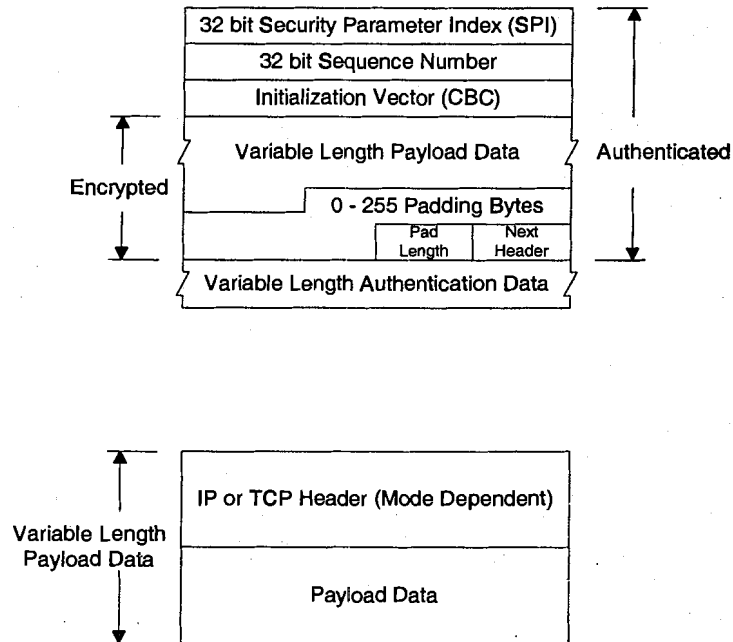 32 bit Security Parameter Index (SPI)
32 bit Sequence Number
Initialization Vector (CBC)
Variable Length Payload Data
Authenticated
Encrypted
0 - 255 Padding Bytes
Pad
Length
Next
Header
Variable Length Authentication Data
IP or TCP Header (Mode Dependent)
Variable Length
Payload Data
Payload Data